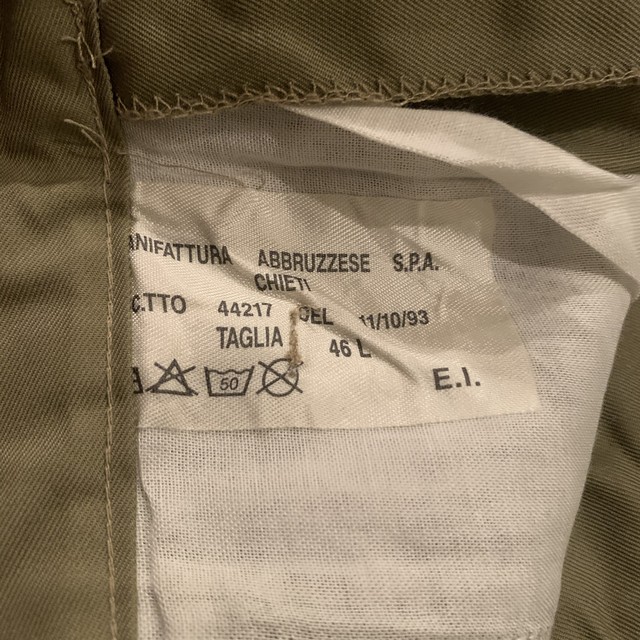 ANIFATTURA ABBRUZZESE S.P.A.
CHIETI
C.TTO 44217 DEL 11/10/93
TAGLIA 46 L
50 E.I.